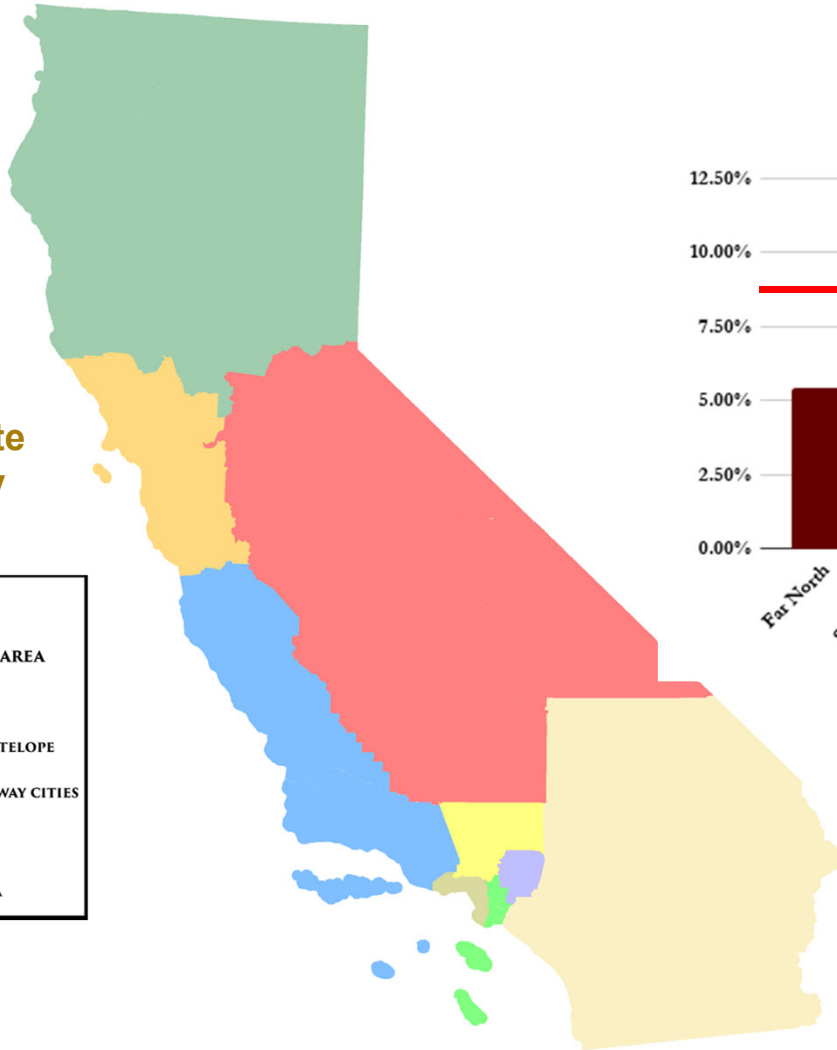 te
y
AREA
TELOPE
WAY CITIES
12.50%
10.00%
7.50%
5.00%
2.50%
0.00%
Far North